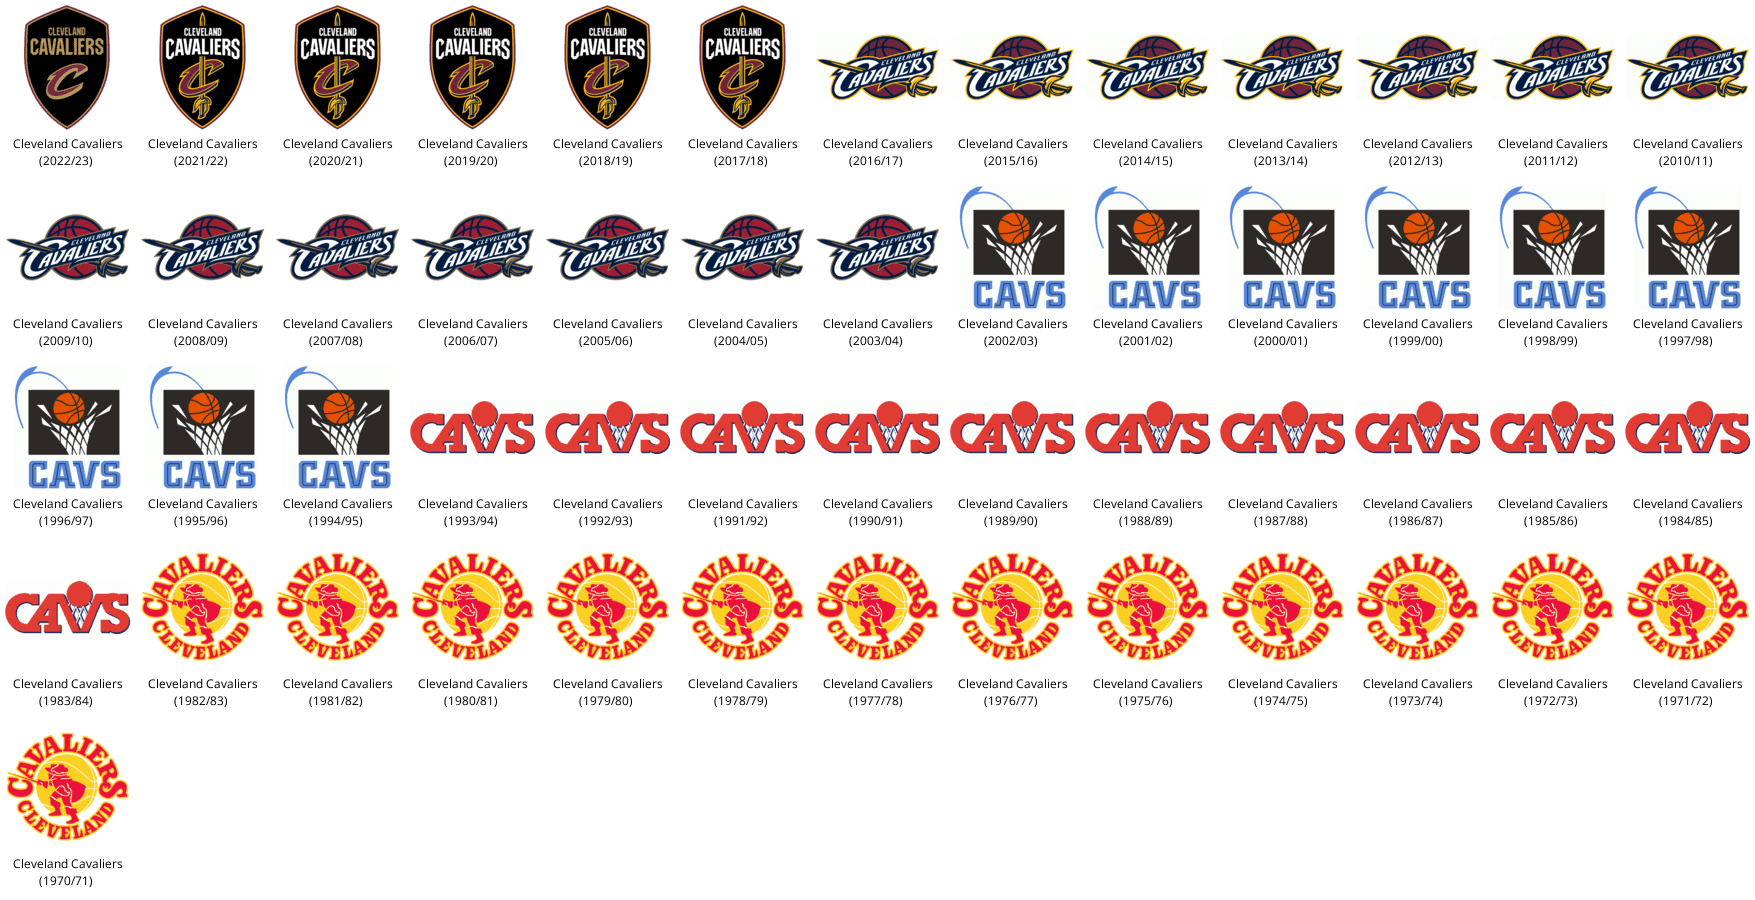 CLEVELAND
CAVALIERS
C
Cleveland Cavaliers
(2022/23)
CLEVELAND
CAVALIERS
C
Cleveland Cavaliers
(2021/22)
CLEVELAND
CAVALIERS
C
Cleveland Cavaliers
(2020/21)
CLEVELAND
CAVALIERS
C
Cleveland Cavaliers
(2019/20)
CLEVELAND
CAVALIERS
C
Cleveland Cavaliers
(2018/19)
CLEVELAND
CAVALIERS
C
Cleveland Cavaliers
(2017/18)
CLEVELAND
CAVALIERS
Cleveland Cavaliers
(2016/17)
CLEVELAND
CAVALIERS
Cleveland Cavaliers
(2015/16)
CLEVELAND
CAVALIERS
Cleveland Cavaliers
(2014/15)
CLEVELAND
CAVALIERS
Cleveland Cavaliers
(2013/14)
CLEVELAND
CAVALIERS
Cleveland Cavaliers
(2012/13)
CLEVELAND
CAVALIERS
Cleveland Cavaliers
(2011/12)
CLEVELAND
CAVALIERS
Cleveland Cavaliers
(2010/11)
CLEVELAND
CAVALIERS
Cleveland Cavaliers
(2009/10)
CLEVELAND
CAVALIERS
Cleveland Cavaliers
(2008/09)
CLEVELAND
CAVALIERS
Cleveland Cavaliers
(2007/08)
CLEVELAND
CAVALIERS
Cleveland Cavaliers
(2006/07)
CLEVELAND
CAVALIERS
Cleveland Cavaliers
(2005/06)
CLEVELAND
CAVALIERS
Cleveland Cavaliers
(2004/05)
CLEVELAND
CAVALIERS
Cleveland Cavaliers
(2003/04)
CAVS
Cleveland Cavaliers
(2002/03)
CAVS
Cleveland Cavaliers
(2001/02)
CAVS
Cleveland Cavaliers
(2000/01)
CAVS
Cleveland Cavaliers
(1999/00)
CAVS
Cleveland Cavaliers
(1998/99)
CAVS
Cleveland Cavaliers
(1997/98)
CAVS
Cleveland Cavaliers
(1996/97)
CAVS
Cleveland Cavaliers
(1995/96)
CAVS
Cleveland Cavaliers
(1994/95)
CAVS
Cleveland Cavaliers
(1993/94)
CAVS
Cleveland Cavaliers
(1992/93)
CAVS
Cleveland Cavaliers
(1991/92)
CAVS
Cleveland Cavaliers
(1990/91)
CAVS
Cleveland Cavaliers
(1989/90)
CAVS
Cleveland Cavaliers
(1988/89)
CAVS
Cleveland Cavaliers
(1987/88)
CAVS
Cleveland Cavaliers
(1986/87)
CAVS
Cleveland Cavaliers
(1985/86)
CAVS
Cleveland Cavaliers
(1984/85)
CAVS
Cleveland Cavaliers
(1983/84)
CAVALIERS
CLEVELAND
Cleveland Cavaliers
(1982/83)
CAVALIERS
CLEVELAND
Cleveland Cavaliers
(1981/82)
CAVALIERS
CLEVELAND
Cleveland Cavaliers
(1980/81)
CAVALIERS
CLEVELAND
Cleveland Cavaliers
(1979/80)
CAVALIERS
CLEVELAND
Cleveland Cavaliers
(1978/79)
CAVALIERS
CLEVELAND
Cleveland Cavaliers
(1977/78)
CAVALIERS
CLEVELAND
Cleveland Cavaliers
(1976/77)
CAVALIERS
CLEVELAND
Cleveland Cavaliers
(1975/76)
CAVALIERS
CLEVELAND
Cleveland Cavaliers
(1974/75)
CAVALIERS
CLEVELAND
Cleveland Cavaliers
(1973/74)
CAVALIERS
CLEVELAND
Cleveland Cavaliers
(1972/73)
CAVALIERS
CLEVELAND
Cleveland Cavaliers
(1971/72)
CAVALIERS
CLEVELAND
Cleveland Cavaliers
(1970/71)